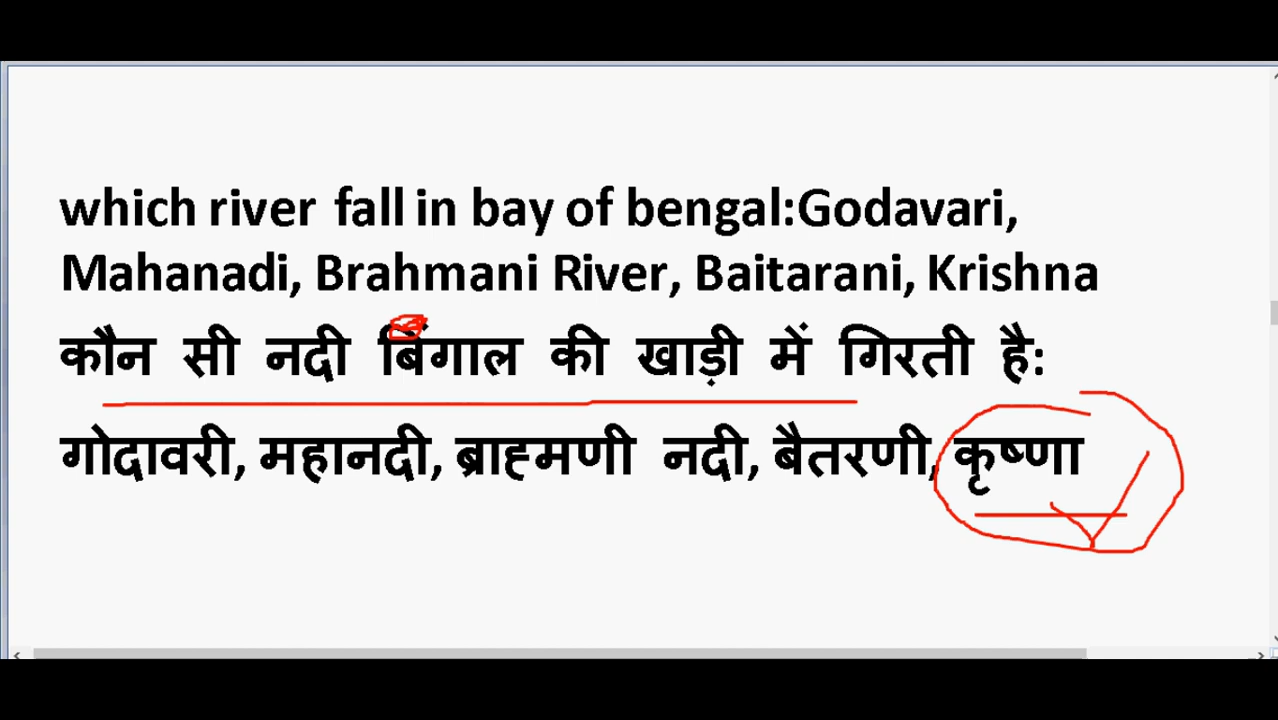 which river fall in bay of bengal:Godavari,
Mahanadi, Brahmani River, Baitarani, Krishna
कौन सी नदी बिंगाल की खाड़ी में गिरती है:
गोदावरी, महानदी, ब्राह्मणी नदी, बैतरणी, कृष्णा